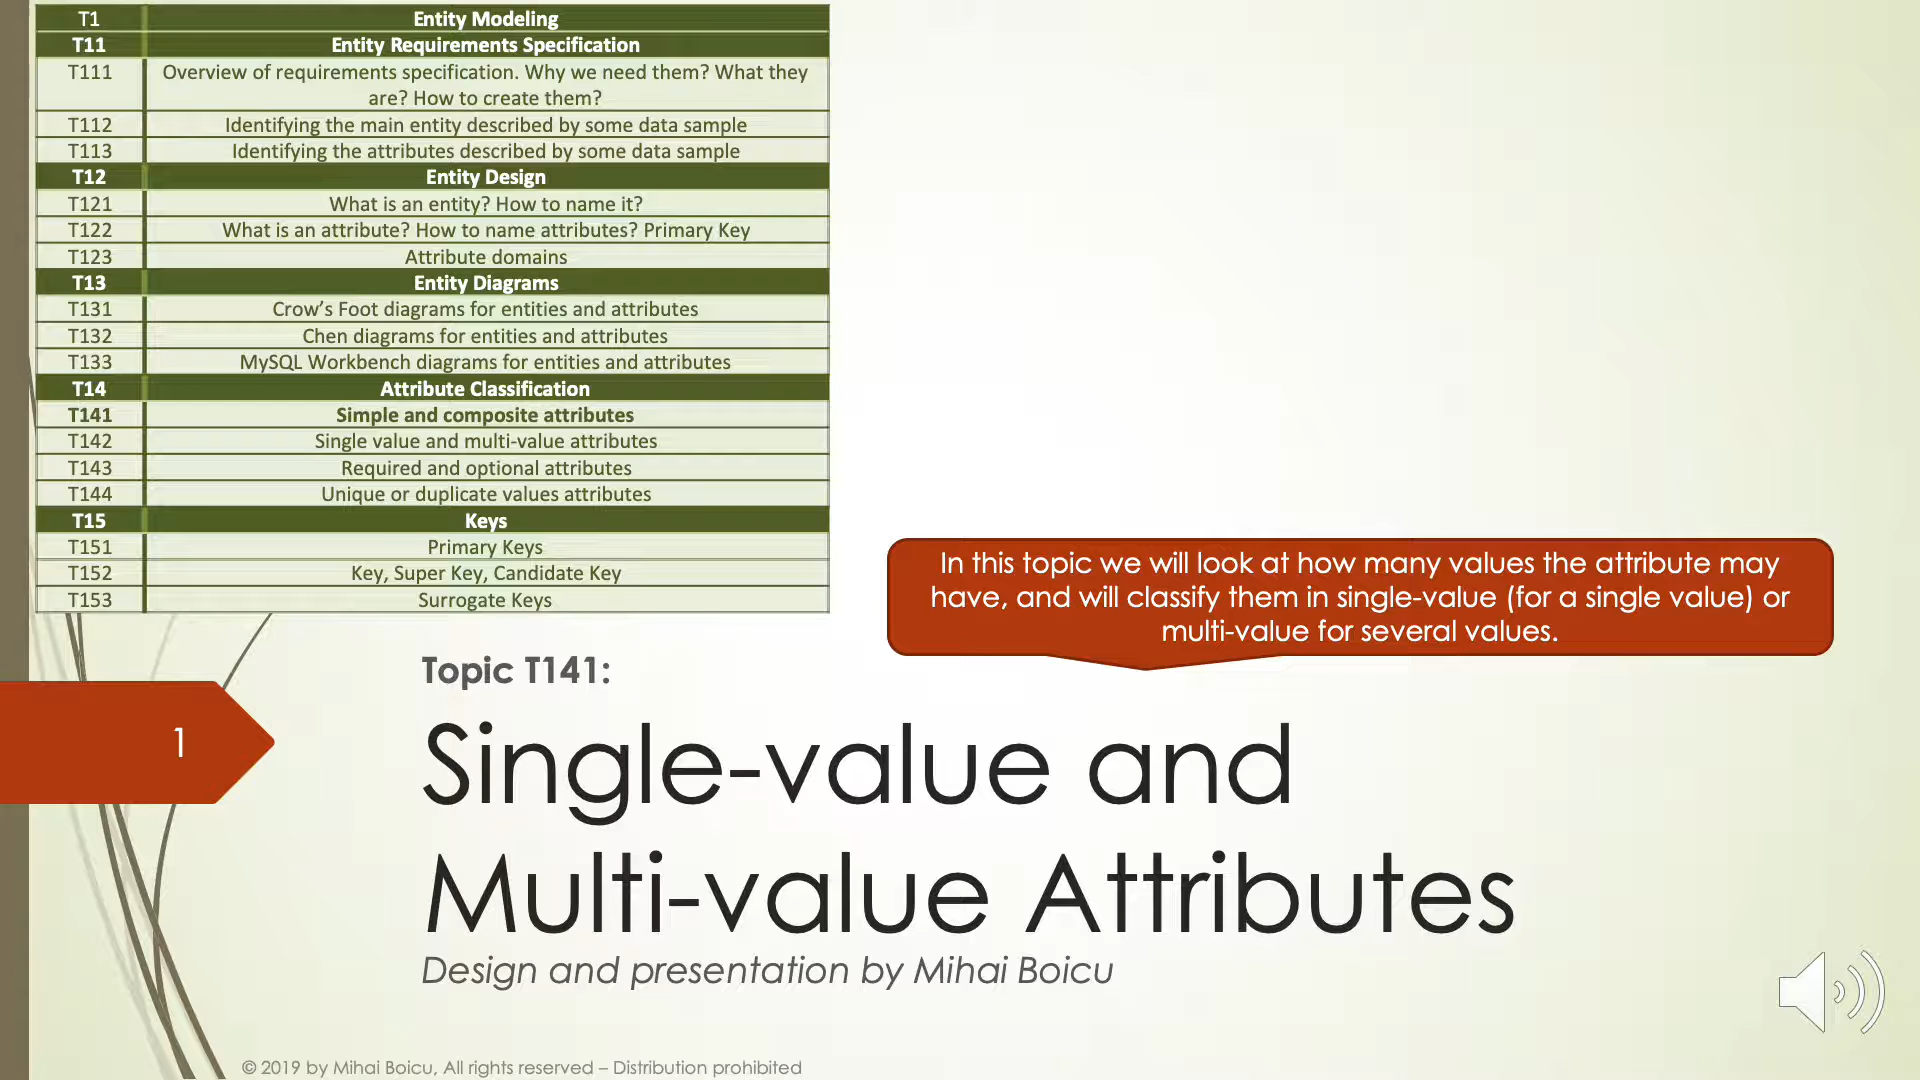 T1 Entity Modeling
T11 Entity Requirements Specification
T111 Overview of requirements specification. Why we need them? What they
are? How to create them?
T112 Identifying the main entity described by some data sample
T113 Identifying the attributes described by some data sample
T12 Entity Design
T121 What is an entity? How to name it?
T122 What is an attribute? How to name attributes? Primary Key
T123 Attribute domains
T13 Entity Diagrams
T131 Crow’s Foot diagrams for entities and attributes
T132 Chen diagrams for entities and attributes
T133 MySQL Workbench diagrams for entities and attributes
T14 Attribute Classification
T141 Simple and composite attributes
T142 Single value and multi-value attributes
T143 Required and optional attributes
T144 Unique or duplicate values attributes
T15 Keys
T151 Primary Keys
T152 Key, Super Key, Candidate Key
T153 Surrogate Keys
In this topic we will look at how many values the attribute may
have, and will classify them in single-value (for a single value) or
multi-value for several values.
Topic T141:
1
Single-value and
Multi-value Attributes
Design and presentation by Mihai Boicu
© 2019 by Mihai Boicu, All rights reserved – Distribution prohibited